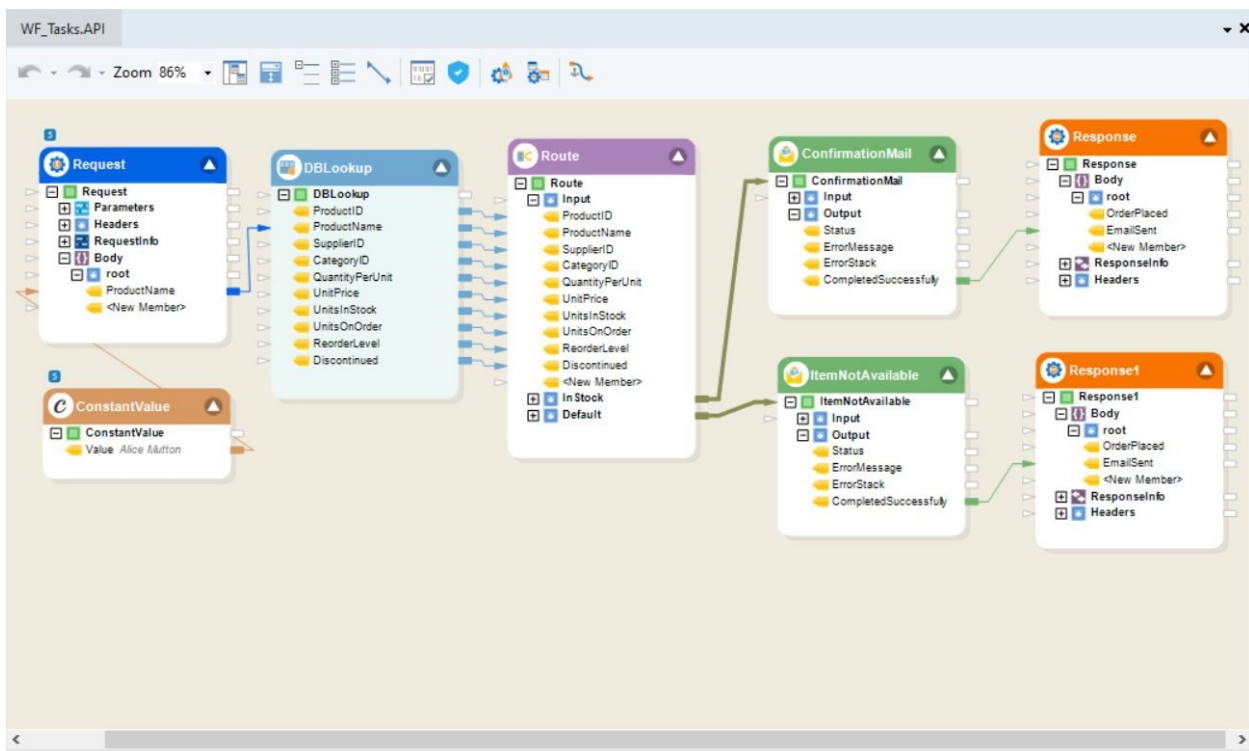 WF_Tasks.API
Zoom 86%
S
Request
Request
Parameters
Headers
RequestInfo
Body
root
ProductName
<New Member>
S
C ConstantValue
ConstantValue
Value Alice Mutton
DBLookup
DBLookup
ProductID
ProductName
SupplierID
CategoryID
QuantityPerUnit
UnitPrice
UnitsInStock
UnitsOnOrder
ReorderLevel
Discontinued
Route
Route
Input
ProductID
ProductName
SupplierID
CategoryID
QuantityPerUnit
UnitPrice
UnitsInStock
UnitsOnOrder
ReorderLevel
Discontinued
<New Member>
InStock
Default
ConfirmationMail
ConfirmationMail
Input
Output
Status
ErrorMessage
ErrorStack
CompletedSuccessfully
ItemNotAvailable
ItemNotAvailable
Input
Output
Status
ErrorMessage
ErrorStack
CompletedSuccessfully
Response
Response
Body
root
OrderPlaced
EmailSent
<New Member>
ResponseInfo
Headers
Response1
Response1
Body
root
OrderPlaced
EmailSent
<New Member>
ResponseInfo
Headers